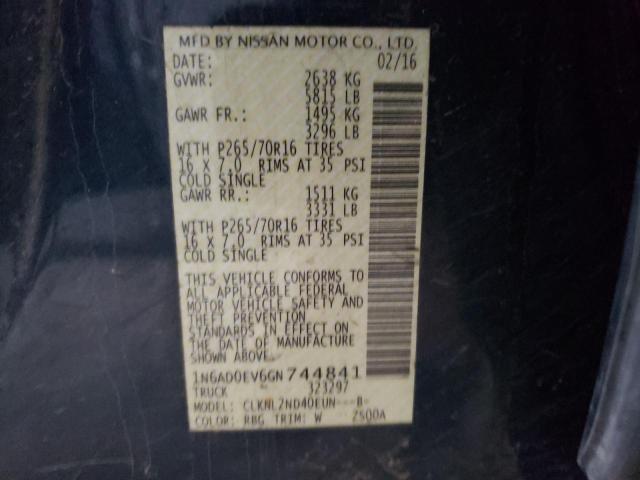 MFD BY NISSAN MOTOR CO., LTD.
DATE: 02/16
GVWR: 2638 KG
5815 LB
GAWR FR.: 1495 KG
3296 LB
WITH P265/70R16 TIRES
16 X 7.0 RIMS AT 35 PSI
COLD SINGLE
GAWR RR.: 1511 KG
3331 LB
WITH P265/70R16 TIRES
16 X 7.0 RIMS AT 35 PSI
COLD SINGLE
THIS VEHICLE CONFORMS TO
ALL APPLICABLE FEDERAL
MOTOR VEHICLE SAFETY AND
THEFT PREVENTION
STANDARDS IN EFFECT ON
THE DATE OF MANUFACTURE
SHOWN ABOVE.
1N6AD0EV6GN744841
TRUCK 323297
MODEL: CLKNL2ND40EUN---B-
COLOR: RBG TRIM: W 2SQQA